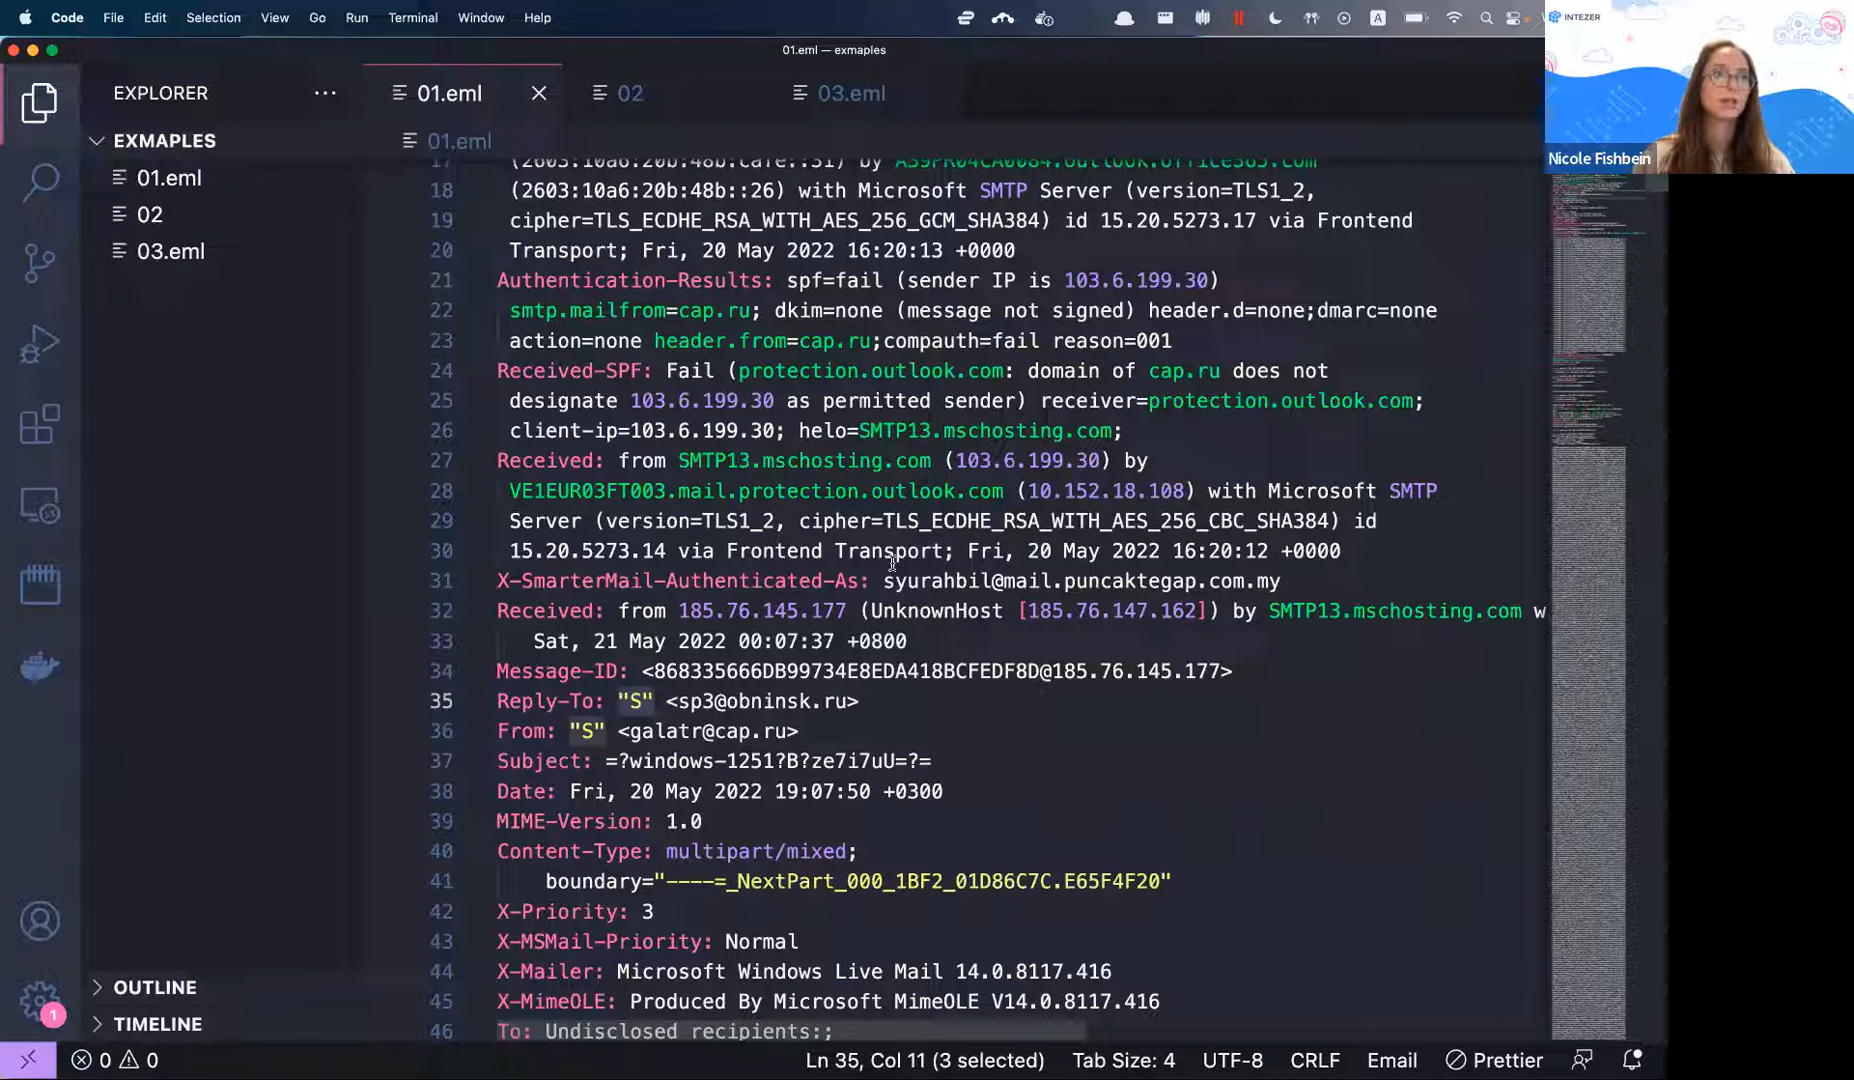 Code File Edit Selection View Go Run Terminal Window Help
A
01.eml — exmaples
INTEZER
Nicole Fishbein
EXPLORER ···
EXMAPLES
01.eml
02
03.eml
OUTLINE
TIMELINE
1
01.eml 02 03.eml
01.eml
17 (2603:10a6:20b:48b:cafe::31) by AS9PR04CA0084.outlook.office365.com
18 (2603:10a6:20b:48b::26) with Microsoft SMTP Server (version=TLS1_2,
19 cipher=TLS_ECDHE_RSA_WITH_AES_256_GCM_SHA384) id 15.20.5273.17 via Frontend
20 Transport; Fri, 20 May 2022 16:20:13 +0000
21 Authentication-Results: spf=fail (sender IP is 103.6.199.30)
22 smtp.mailfrom=cap.ru; dkim=none (message not signed) header.d=none;dmarc=none
23 action=none header.from=cap.ru;compauth=fail reason=001
24 Received-SPF: Fail (protection.outlook.com: domain of cap.ru does not
25 designate 103.6.199.30 as permitted sender) receiver=protection.outlook.com;
26 client-ip=103.6.199.30; helo=SMTP13.mschosting.com;
27 Received: from SMTP13.mschosting.com (103.6.199.30) by
28 VE1EUR03FT003.mail.protection.outlook.com (10.152.18.108) with Microsoft SMTP
29 Server (version=TLS1_2, cipher=TLS_ECDHE_RSA_WITH_AES_256_CBC_SHA384) id
30 15.20.5273.14 via Frontend Transport; Fri, 20 May 2022 16:20:12 +0000
31 X-SmarterMail-Authenticated-As: syurahbil@mail.puncaktegap.com.my
32 Received: from 185.76.145.177 (UnknownHost [185.76.147.162]) by SMTP13.mschosting.com w
33 Sat, 21 May 2022 00:07:37 +0800
34 Message-ID: <868335666DB99734E8EDA418BCFEDF8D@185.76.145.177>
35 Reply-To: "S" <sp3@obninsk.ru>
36 From: "S" <galatr@cap.ru>
37 Subject: =?windows-1251?B?ze7i7uU=?=
38 Date: Fri, 20 May 2022 19:07:50 +0300
39 MIME-Version: 1.0
40 Content-Type: multipart/mixed;
41 boundary="----=_NextPart_000_1BF2_01D86C7C.E65F4F20"
42 X-Priority: 3
43 X-MSMail-Priority: Normal
44 X-Mailer: Microsoft Windows Live Mail 14.0.8117.416
45 X-MimeOLE: Produced By Microsoft MimeOLE V14.0.8117.416
46 To: Undisclosed recipients:;
0 0 Ln 35, Col 11 (3 selected) Tab Size: 4 UTF-8 CRLF Email Prettier